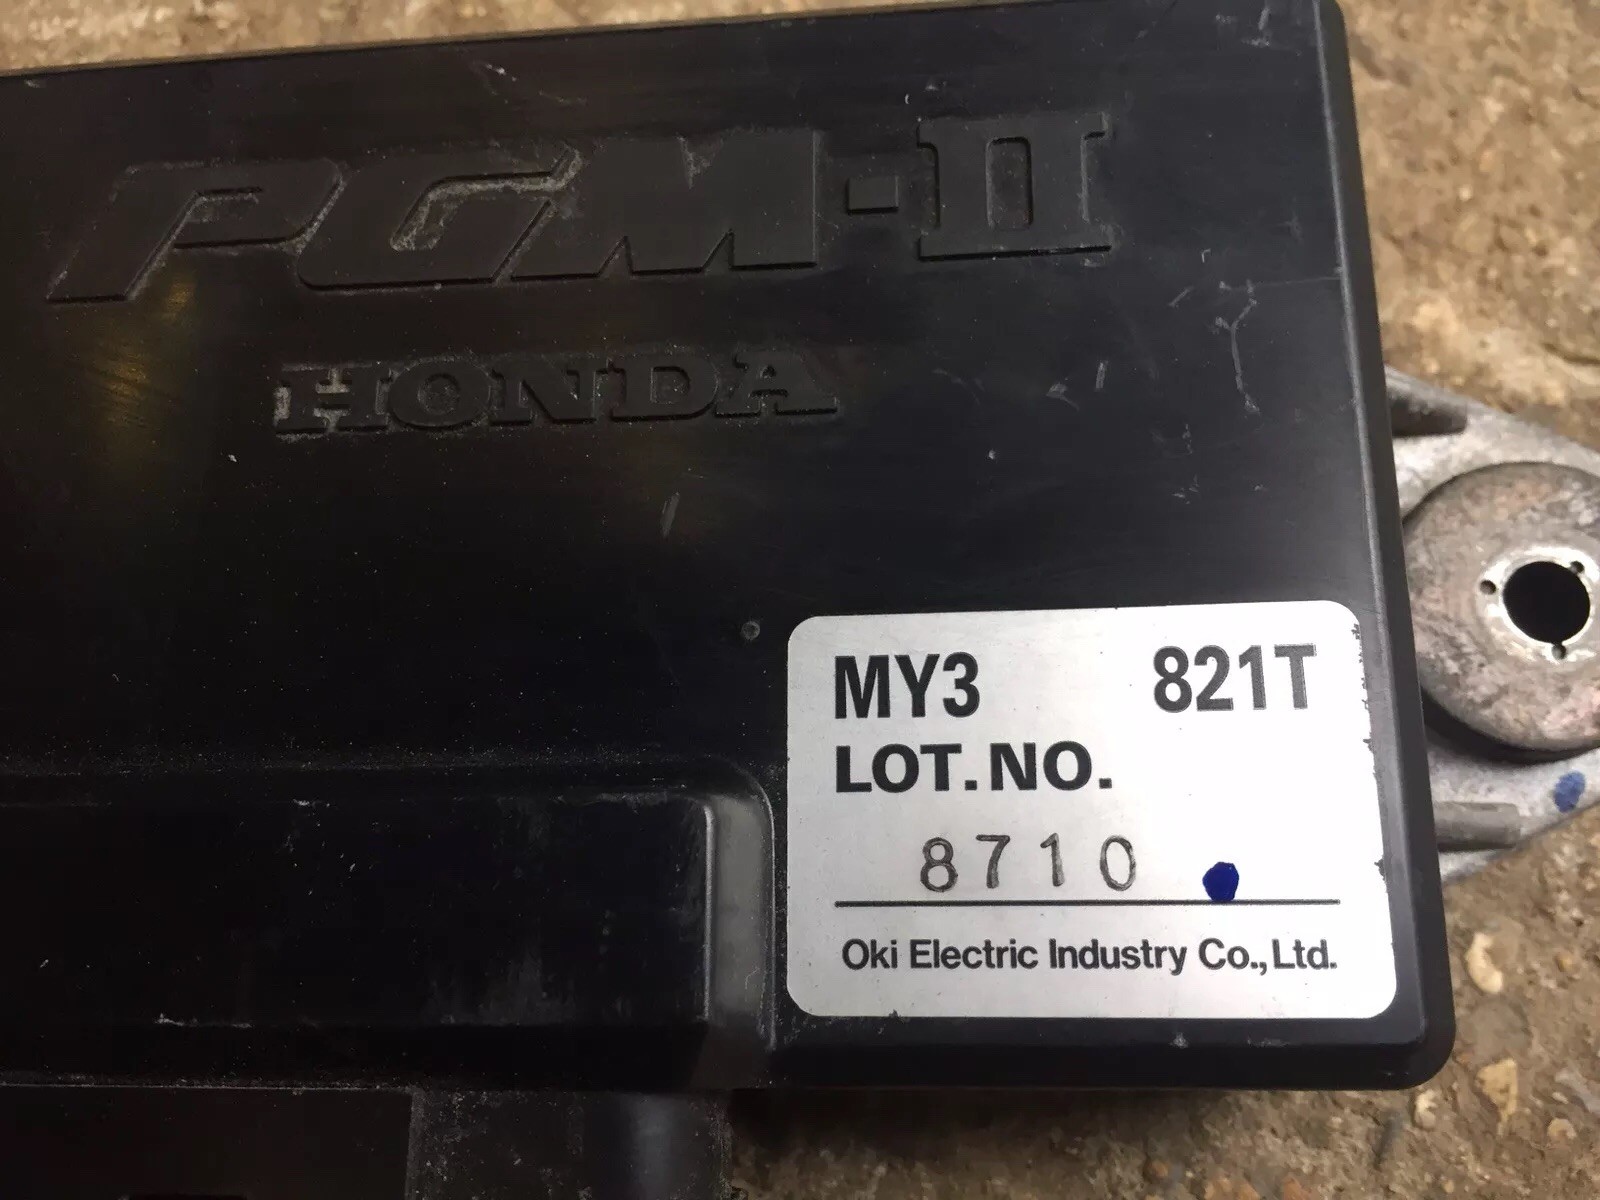 PGM-II
HONDA
MY3 821T
LOT.NO.
8710
Oki Electric Industry Co.,Ltd.